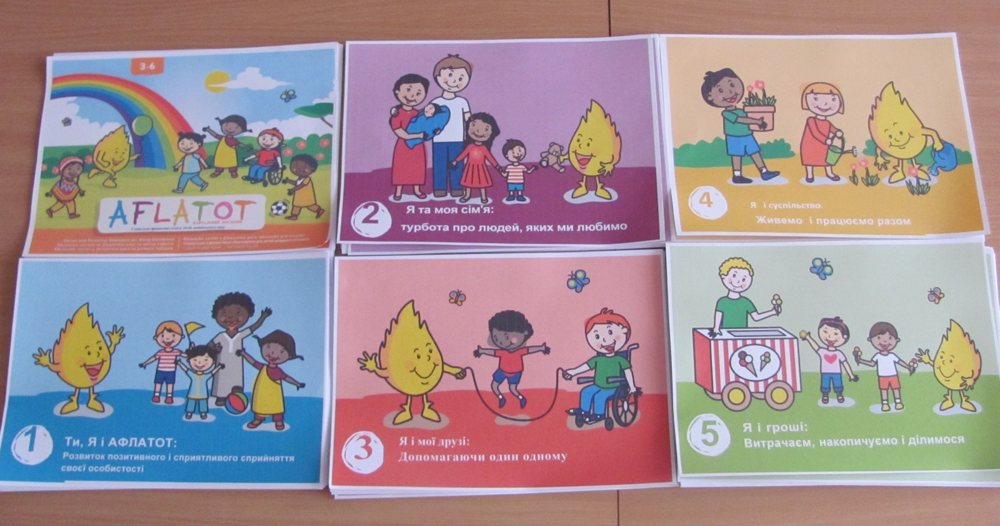 3-6
AFLATOT
НАВЧАЛЬНИЙ ПОСІБНИК
2
Я та моя сім'я:
турбота про людей, яких ми любимо
4
Я і суспільство:
Живемо і працюємо разом
1
Ти, Я і АФЛАТОТ:
Розвиток позитивного і сприятливого сприйняття
своєї особистості
3
Я і мої друзі:
Допомагаючи один одному
5
Я і гроші:
Витрачаєм, накопичуємо і ділимося